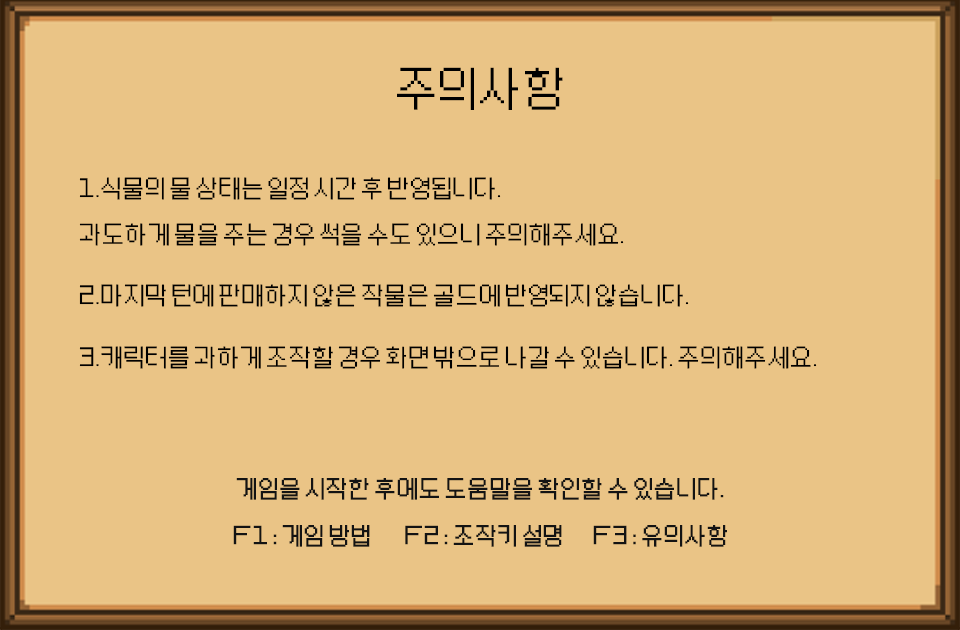 주의사항
1.식물의 물 상태는 일정 시간 후 반영됩니다.
과도하게 물을 주는 경우 썩을 수도 있으니 주의해주세요.
2.마지막 턴에 판매하지 않은 작물은 골드에 반영되지 않습니다.
3.캐릭터를 과하게 조작할 경우 화면 밖으로 나갈 수 있습니다. 주의해주세요.
게임을 시작한 후에도 도움말을 확인할 수 있습니다.
F1 : 게임 방법 F2 : 조작키 설명 F3 : 유의사항